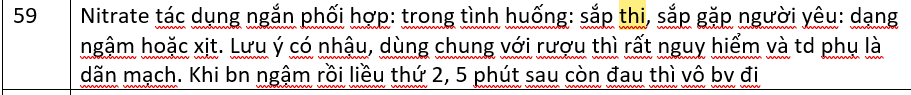 59 Nitrate tác dụng ngắn phối hợp: trong tình huống: sắp thi, sắp gặp người yêu: dạng
ngậm hoặc xịt. Lưu ý có nhậu, dùng chung với rượu thì rất nguy hiểm và td phụ là
dãn mạch. Khi bn ngậm rồi liều thứ 2, 5 phút sau còn đau thì vô bv đi